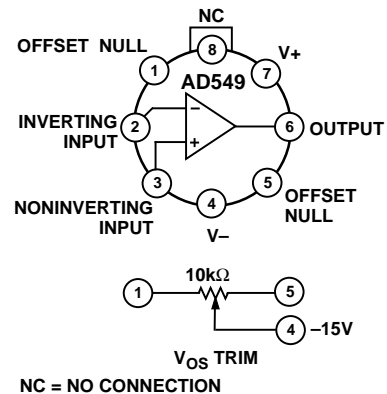 NC
OFFSET NULL
8
V+
1
7
AD549
INVERTING
INPUT
2
–
6
OUTPUT
+
3
5
NONINVERTING
INPUT
4
OFFSET
NULL
V–
10kΩ
1
5
4
–15V
VOS TRIM
NC = NO CONNECTION